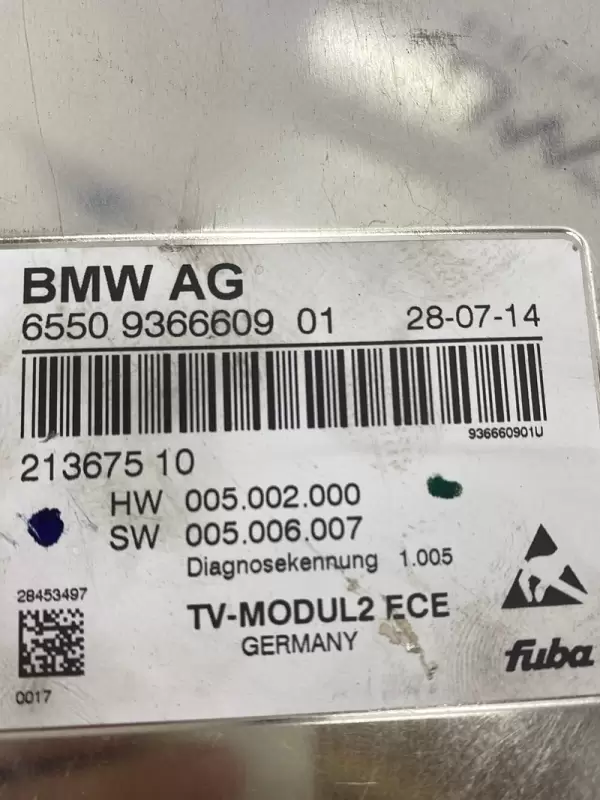 BMW AG
6550 9366609 01 28-07-14
936660901U
213675 10
HW 005.002.000
SW 005.006.007
Diagnosekennung 1.005
28453497
TV-MODUL2 ECE
GERMANY
fuba
0017